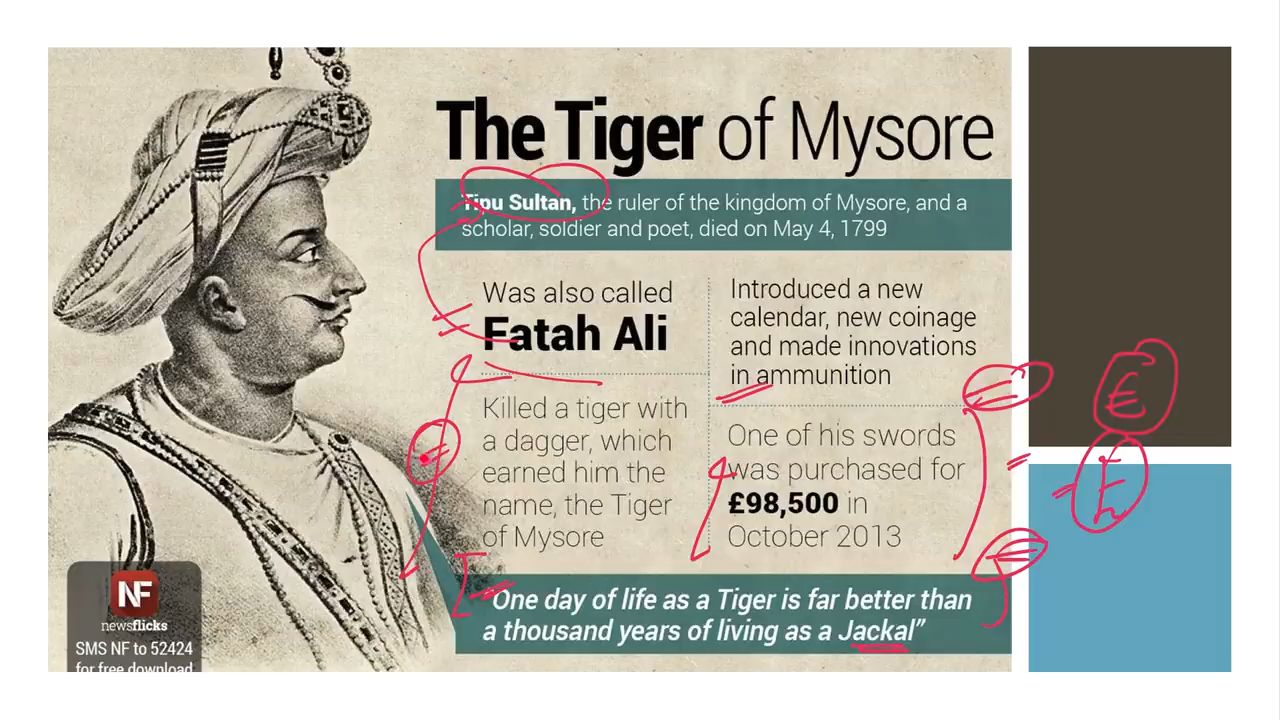 The Tiger of Mysore
Tipu Sultan, the ruler of the kingdom of Mysore, and a
scholar, soldier and poet, died on May 4, 1799
Was also called
Fatah Ali
Introduced a new
calendar, new coinage
and made innovations
in ammunition
Killed a tiger with
a dagger, which
earned him the
name, the Tiger
of Mysore
One of his swords
was purchased for
£98,500 in
October 2013
"One day of life as a Tiger is far better than
a thousand years of living as a Jackal”
NF
newsflicks
SMS NF to 52424
for free download
€
£